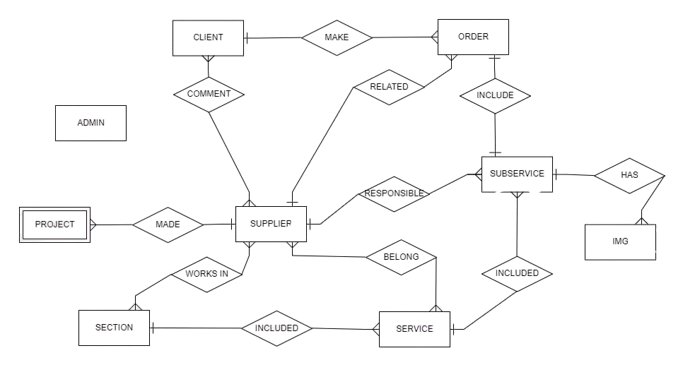 CLIENT
MAKE
ORDER
COMMENT
RELATED
INCLUDE
ADMIN
SUBSERVICE
HAS
RESPONSIBLE
PROJECT
MADE
SUPPLIER
IMG
BELONG
WORKS IN
INCLUDED
SECTION
INCLUDED
SERVICE